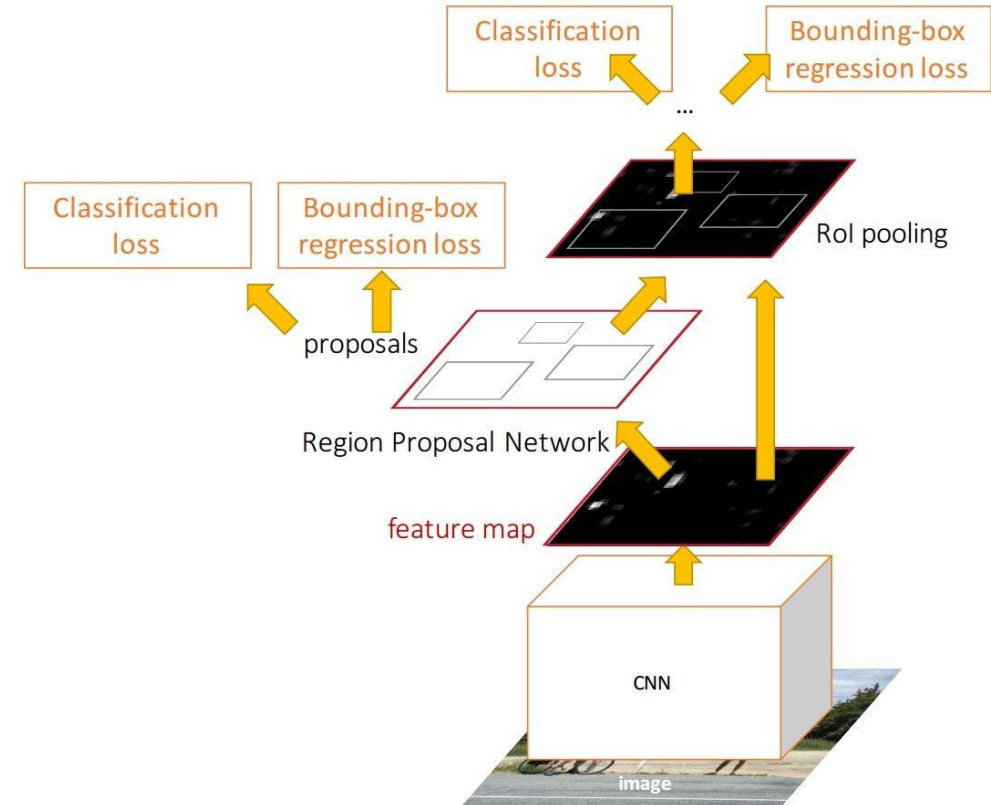 Classification
loss
Bounding-box
regression loss
...
Classification
loss
Bounding-box
regression loss
RoI pooling
proposals
Region Proposal Network
feature map
CNN
image